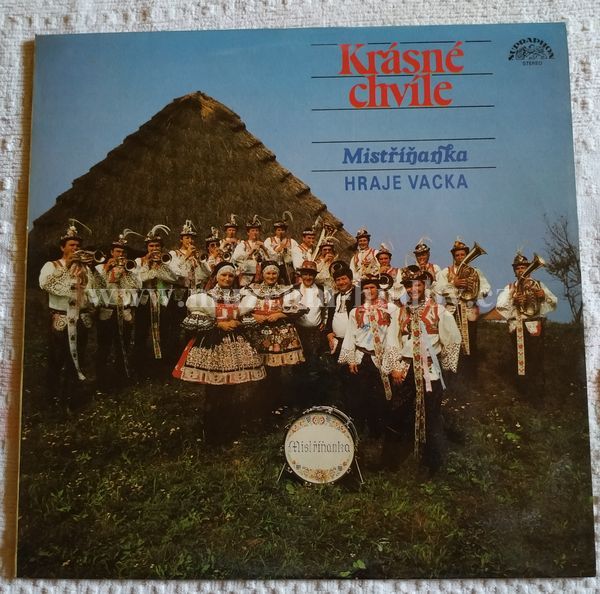 SUPRAPHON
STEREO
Krásné
chvíle
Mistříňanka
HRAJE VACKA
Mistříňanka